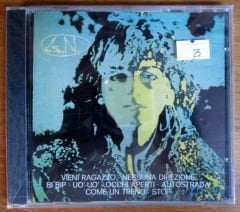 S.N.
25
VIENI RAGAZZO - NESSUNA DIREZIONE
BI BIP - UO' UO' - OCCHI APERTI - AUTOSTRADA
COME UN TRENO - STOP